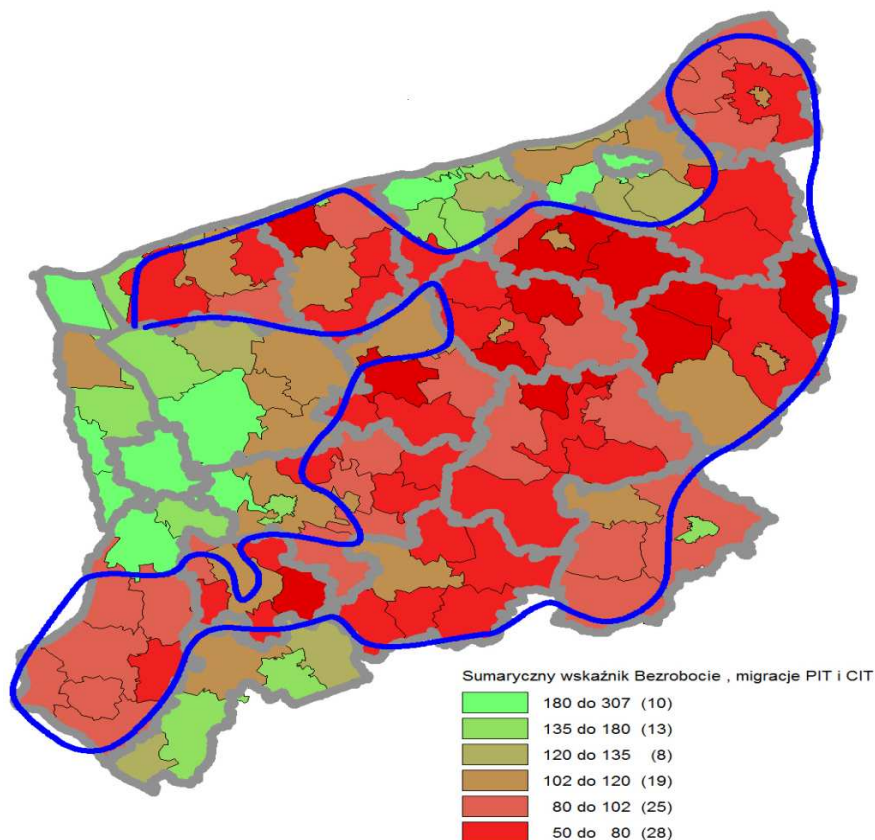 Sumaryczny wskaźnik Bezrobocie , migracje PIT i CIT
180 do 307 (10)
135 do 180 (13)
120 do 135 (8)
102 do 120 (19)
80 do 102 (25)
50 do 80 (28)